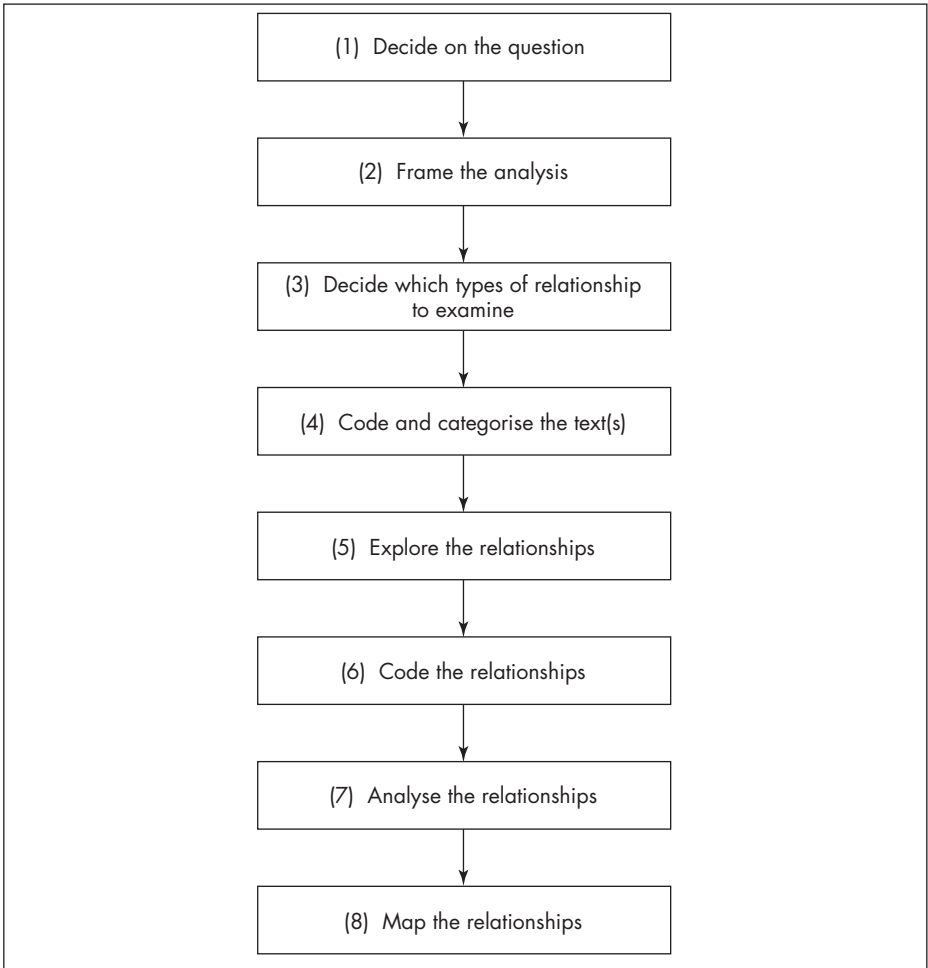 (1) Decide on the question
(2) Frame the analysis
(3) Decide which types of relationship
to examine
(4) Code and categorise the text(s)
(5) Explore the relationships
(6) Code the relationships
(7) Analyse the relationships
(8) Map the relationships